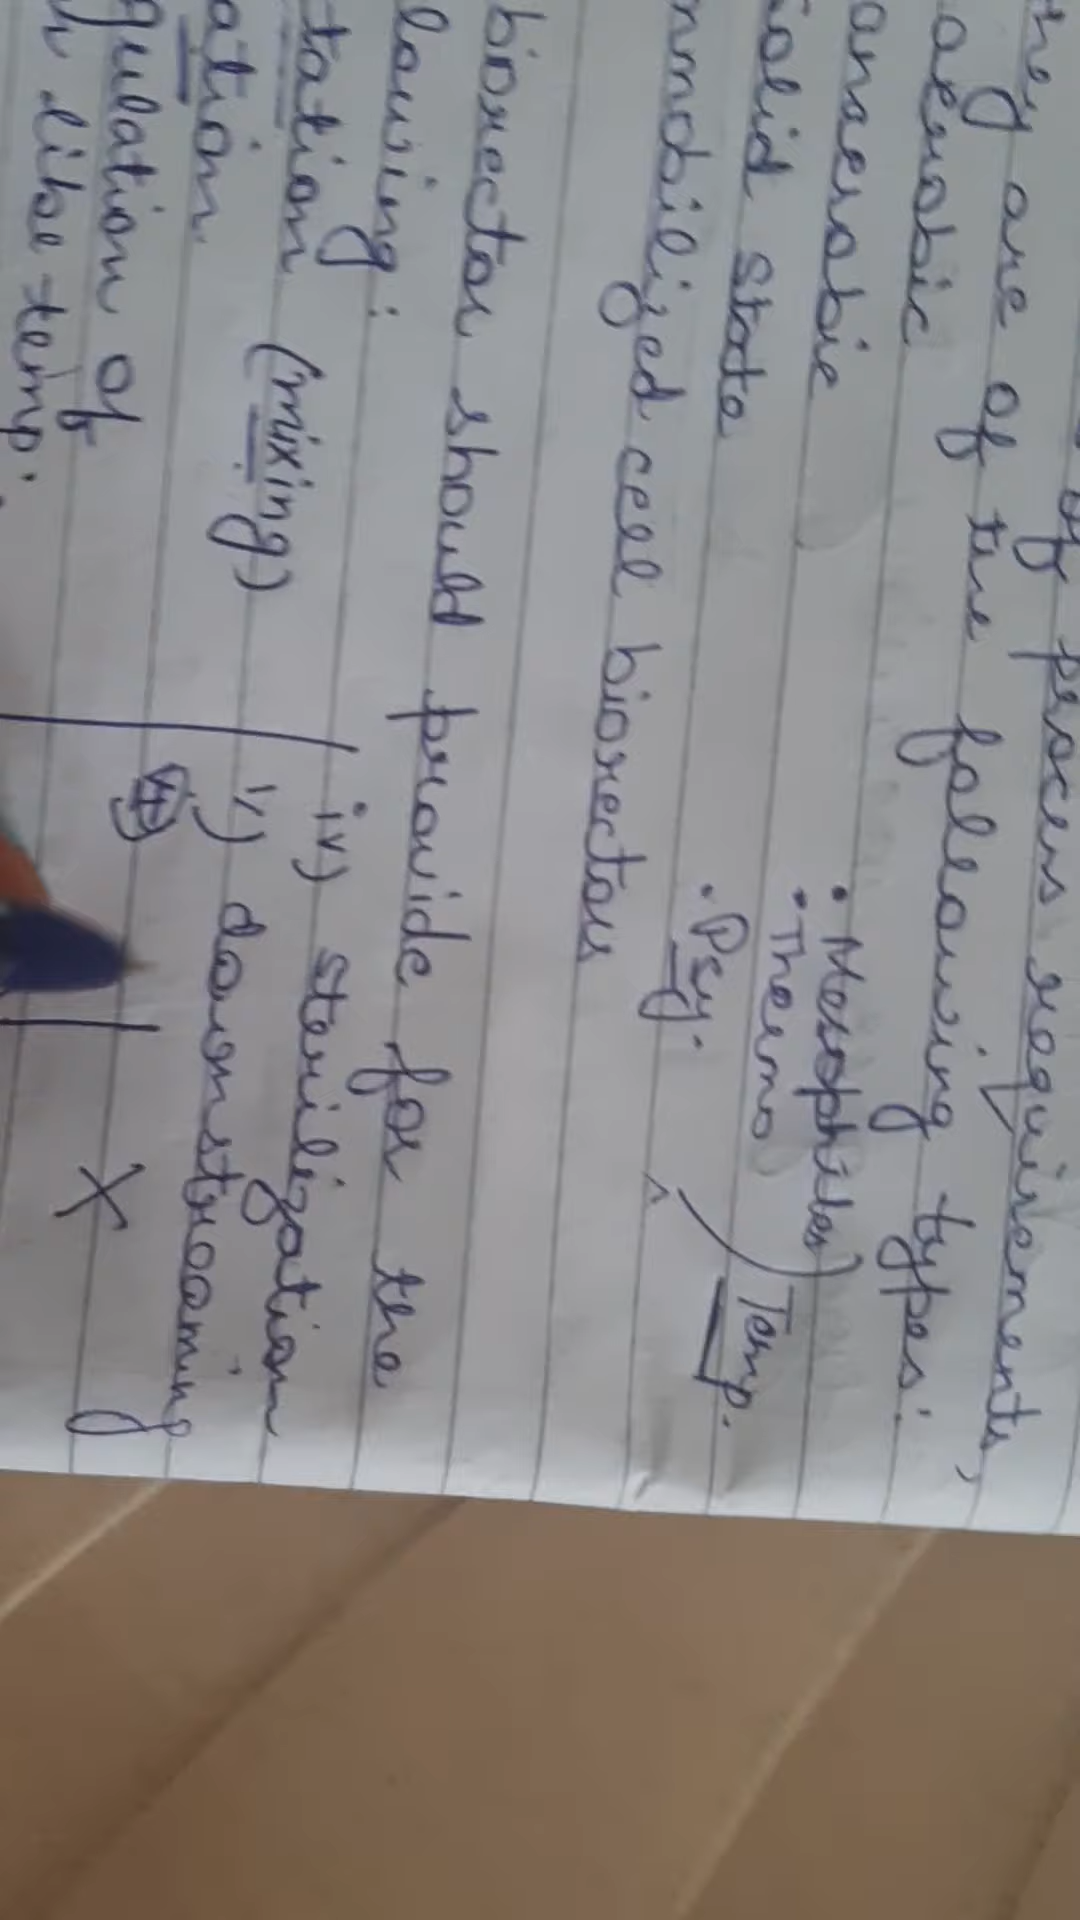 of process requirements,
they are of the following types:
aerobic
anaerobic • Mesophiles
solid state • Thermo Temp.
immobilized cell bioreactors • Psy.
bioreactor should provide for the
lowing:
tation (mixing) iv) sterilization
ation v) downstreaming
gulation of
like temp.